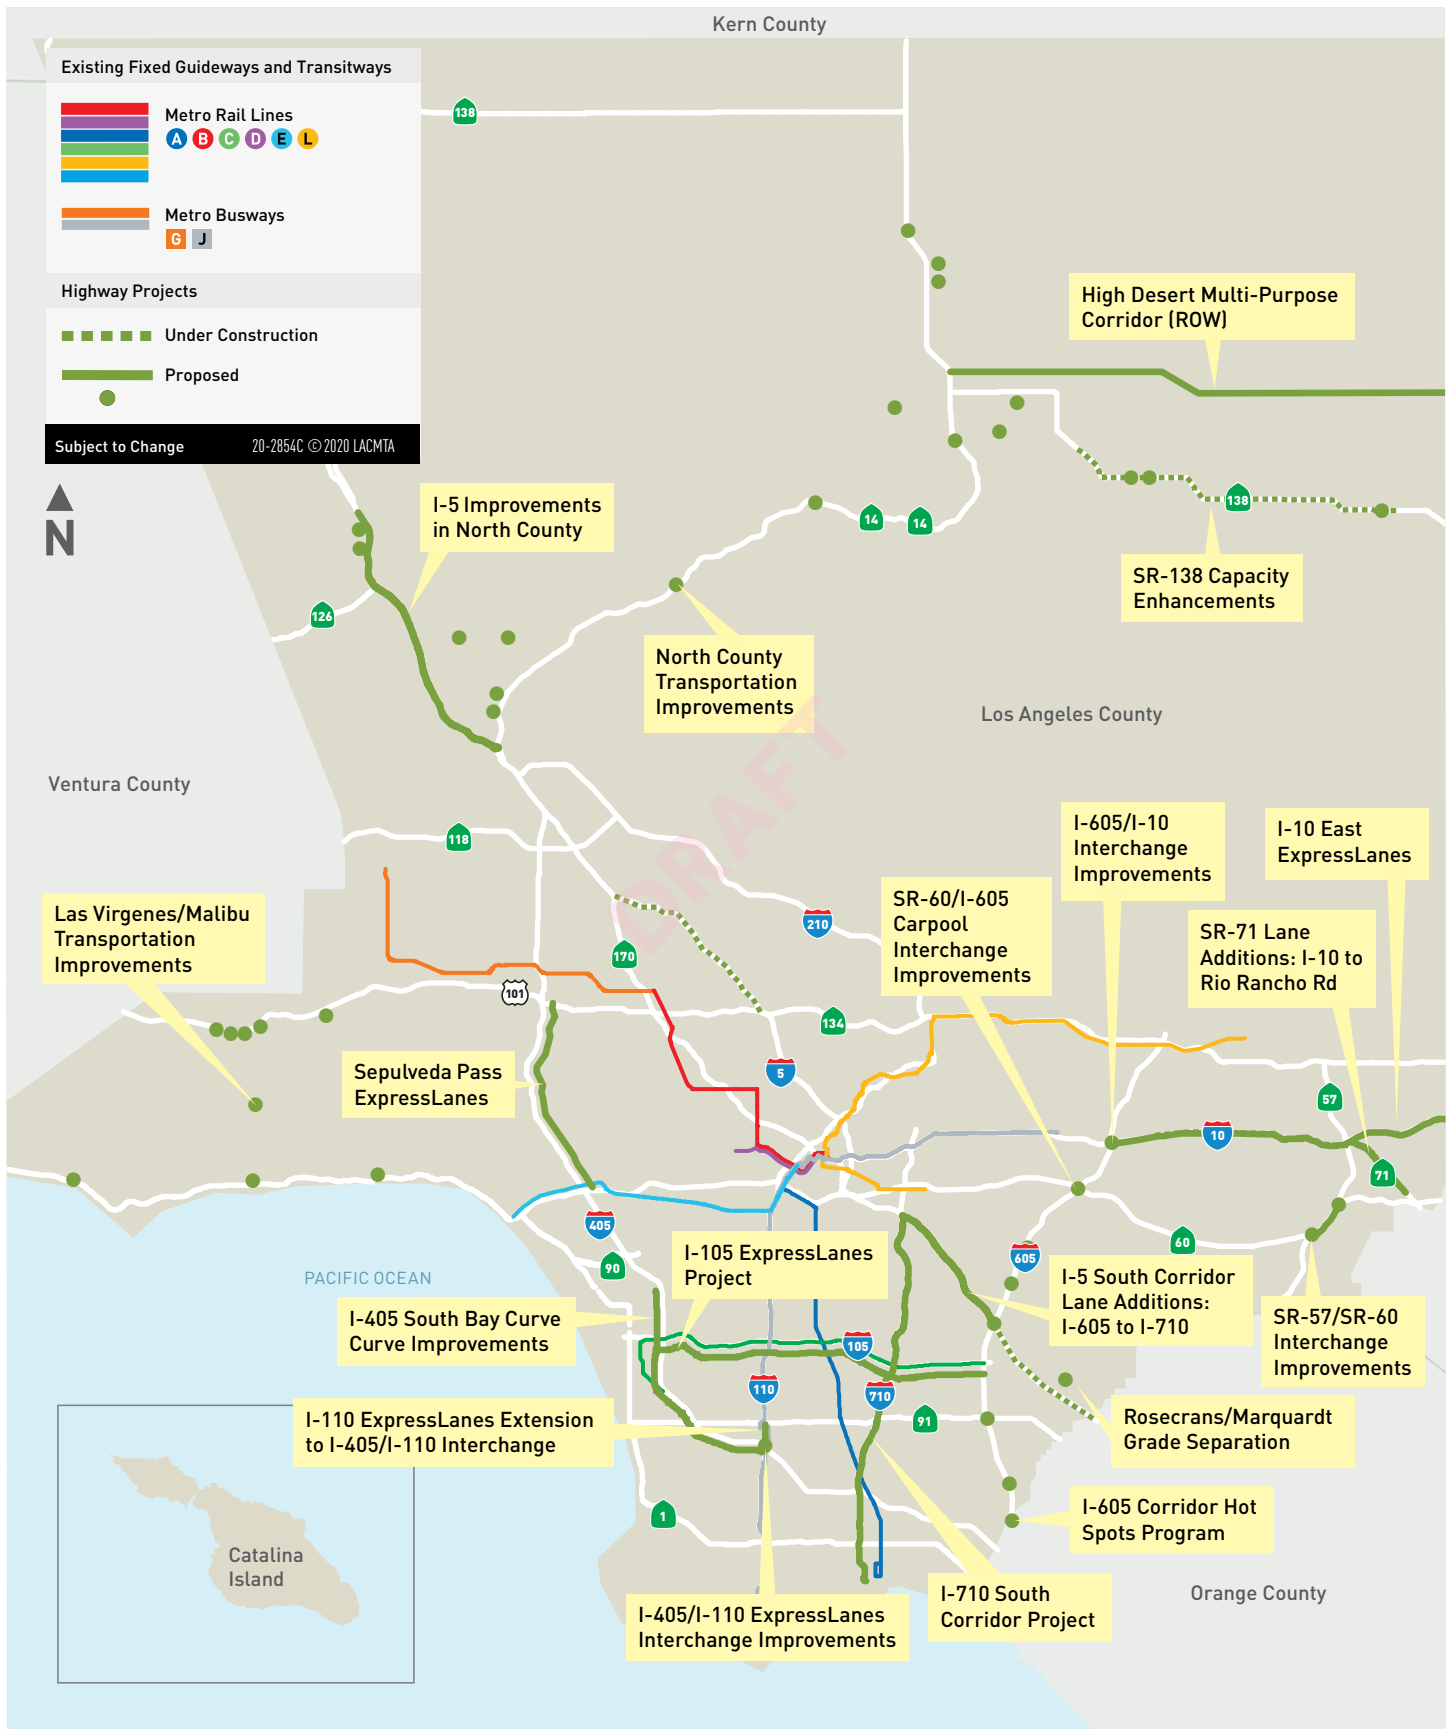 Kern County
Existing Fixed Guideways and Transitways
Metro Rail Lines
A B C D E L
Metro Busways
G J
Highway Projects
Under Construction
Proposed
Subject to Change 20-2854C © 2020 LACMTA
N
138
High Desert Multi-Purpose
Corridor (ROW)
I-5 Improvements
in North County
14
14
138
SR-138 Capacity
Enhancements
126
North County
Transportation
Improvements
Los Angeles County
DRAFT
Ventura County
118
I-605/I-10
Interchange
Improvements
I-10 East
ExpressLanes
Las Virgenes/Malibu
Transportation
Improvements
SR-60/I-605
Carpool
Interchange
Improvements
SR-71 Lane
Additions: I-10 to
Rio Rancho Rd
210
170
101
134
Sepulveda Pass
ExpressLanes
5
57
10
71
405
90
60
605
I-105 ExpressLanes
Project
PACIFIC OCEAN
I-5 South Corridor
Lane Additions:
I-605 to I-710
I-405 South Bay Curve
Curve Improvements
SR-57/SR-60
Interchange
Improvements
105
110
710
91
I-110 ExpressLanes Extension
to I-405/I-110 Interchange
Rosecrans/Marquardt
Grade Separation
1
I-605 Corridor Hot
Spots Program
Catalina
Island
I-710 South
Corridor Project
Orange County
I-405/I-110 ExpressLanes
Interchange Improvements